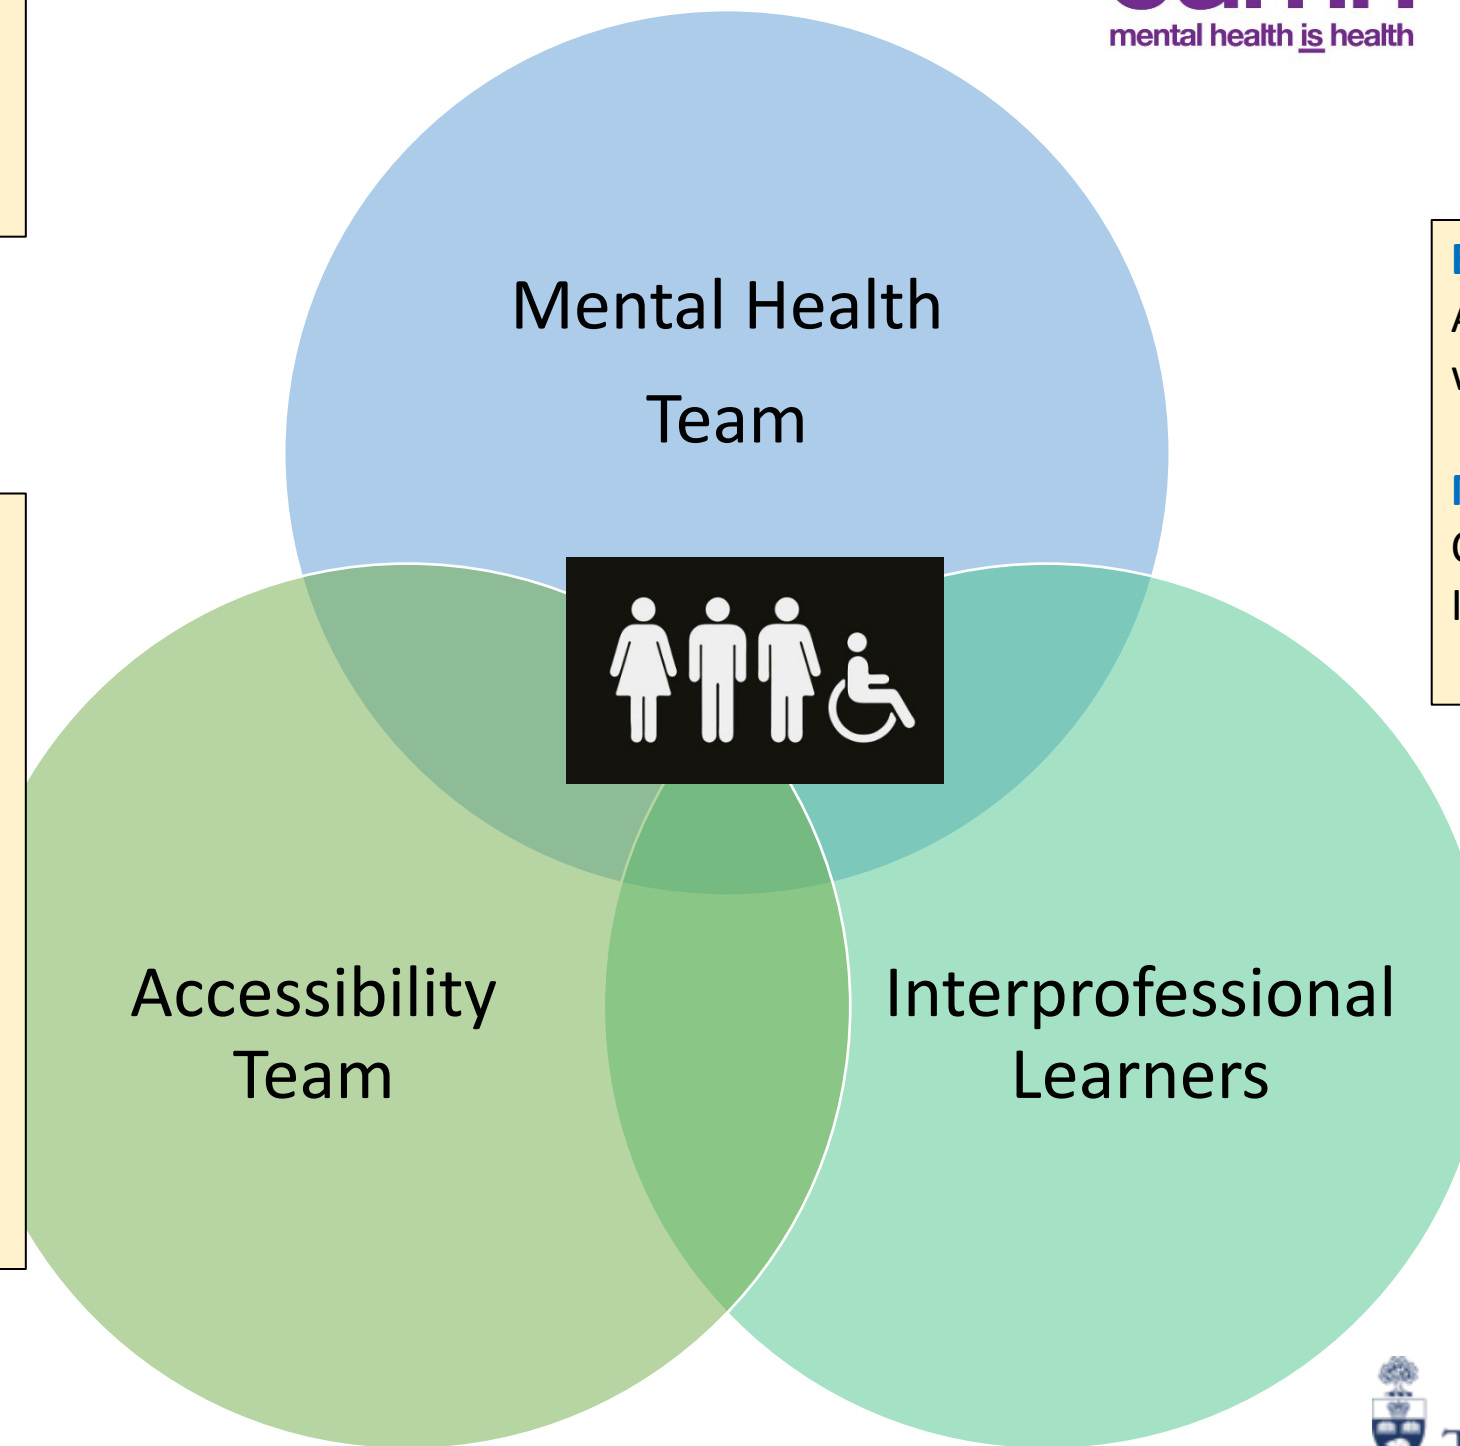 mental health is health
Mental Health
Team
Accessibility
Team
Interprofessional
Learners